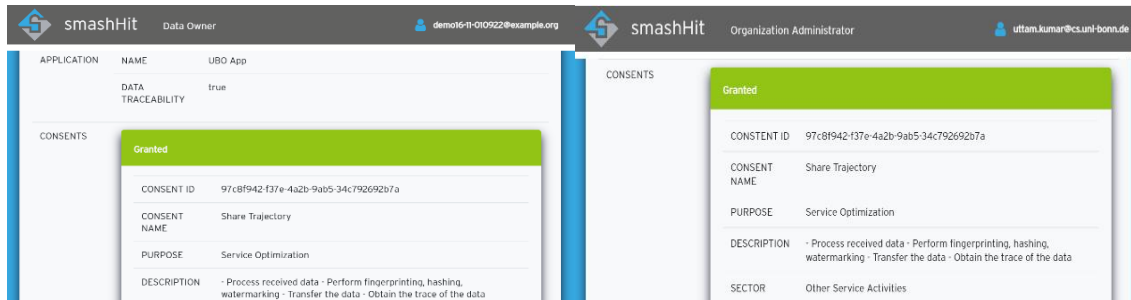 smashHit Data Owner demo16-11-010922@example.org
APPLICATION NAME UBO App
DATA TRACEABILITY true
CONSENTS
Granted
CONSENT ID 97c8f942-f37e-4a2b-9ab5-34c792692b7a
CONSENT NAME Share Trajectory
PURPOSE Service Optimization
DESCRIPTION - Process received data - Perform fingerprinting, hashing,
watermarking - Transfer the data - Obtain the trace of the data
smashHit Organization Administrator uttam.kumar@cs.uni-bonn.de
CONSENTS
Granted
CONSTENT ID 97c8f942-f37e-4a2b-9ab5-34c792692b7a
CONSENT NAME Share Trajectory
PURPOSE Service Optimization
DESCRIPTION - Process received data - Perform fingerprinting, hashing,
watermarking - Transfer the data - Obtain the trace of the data
SECTOR Other Service Activities